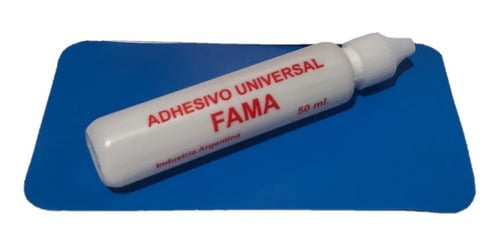 ADHESIVO UNIVERSAL
FAMA
50 ml.
Industria Argentina